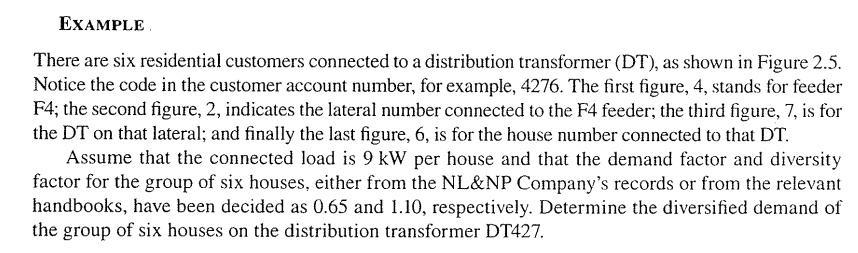 EXAMPLE
There are six residential customers connected to a distribution transformer (DT), as shown in Figure 2.5.
Notice the code in the customer account number, for example, 4276. The first figure, 4, stands for feeder
F4; the second figure, 2, indicates the lateral number connected to the F4 feeder; the third figure, 7, is for
the DT on that lateral; and finally the last figure, 6, is for the house number connected to that DT.
Assume that the connected load is 9 kW per house and that the demand factor and diversity
factor for the group of six houses, either from the NL&NP Company's records or from the relevant
handbooks, have been decided as 0.65 and 1.10, respectively. Determine the diversified demand of
the group of six houses on the distribution transformer DT427.